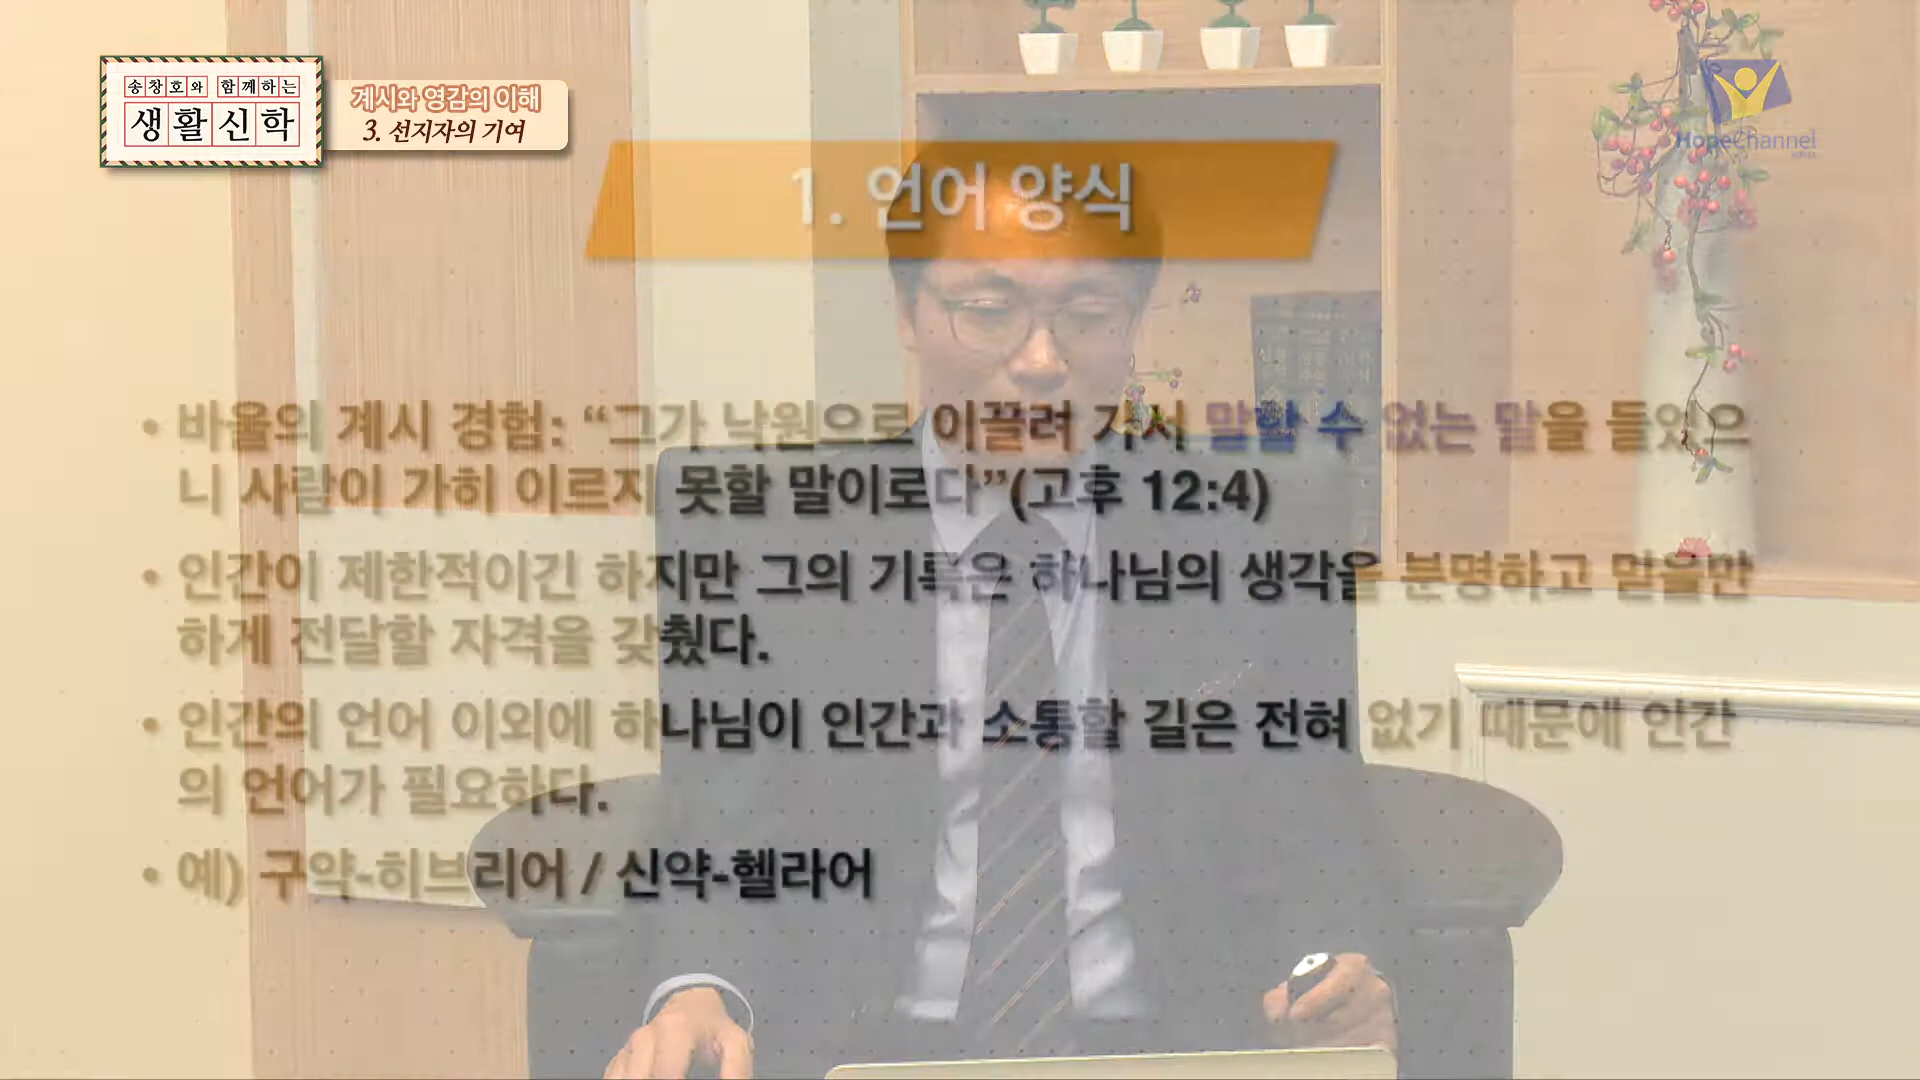 송창호와 함께하는
생활신학
계시와 영감의 이해
3. 선지자의 기여
HopeChannel
1. 언어 양식
• 바울의 계시 경험: “그가 낙원으로 이끌려 가서 말할 수 없는 말을 들었으
니 사람이 가히 이르지 못할 말이로다”(고후 12:4)
• 인간이 제한적이긴 하지만 그의 기록은 하나님의 생각을 분명하고 믿을만
하게 전달할 자격을 갖췄다.
• 인간의 언어 이외에 하나님이 인간과 소통할 길은 전혀 없기 때문에 인간
의 언어가 필요하다.
• 예) 구약-히브리어 / 신약-헬라어